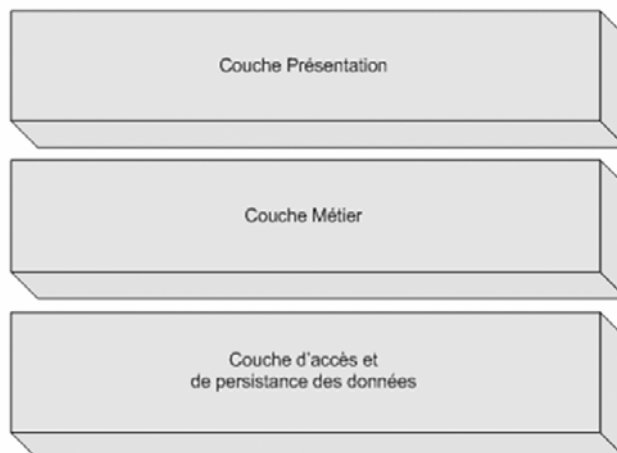 Couche Présentation
Couche Métier
Couche d'accès et
de persistance des données